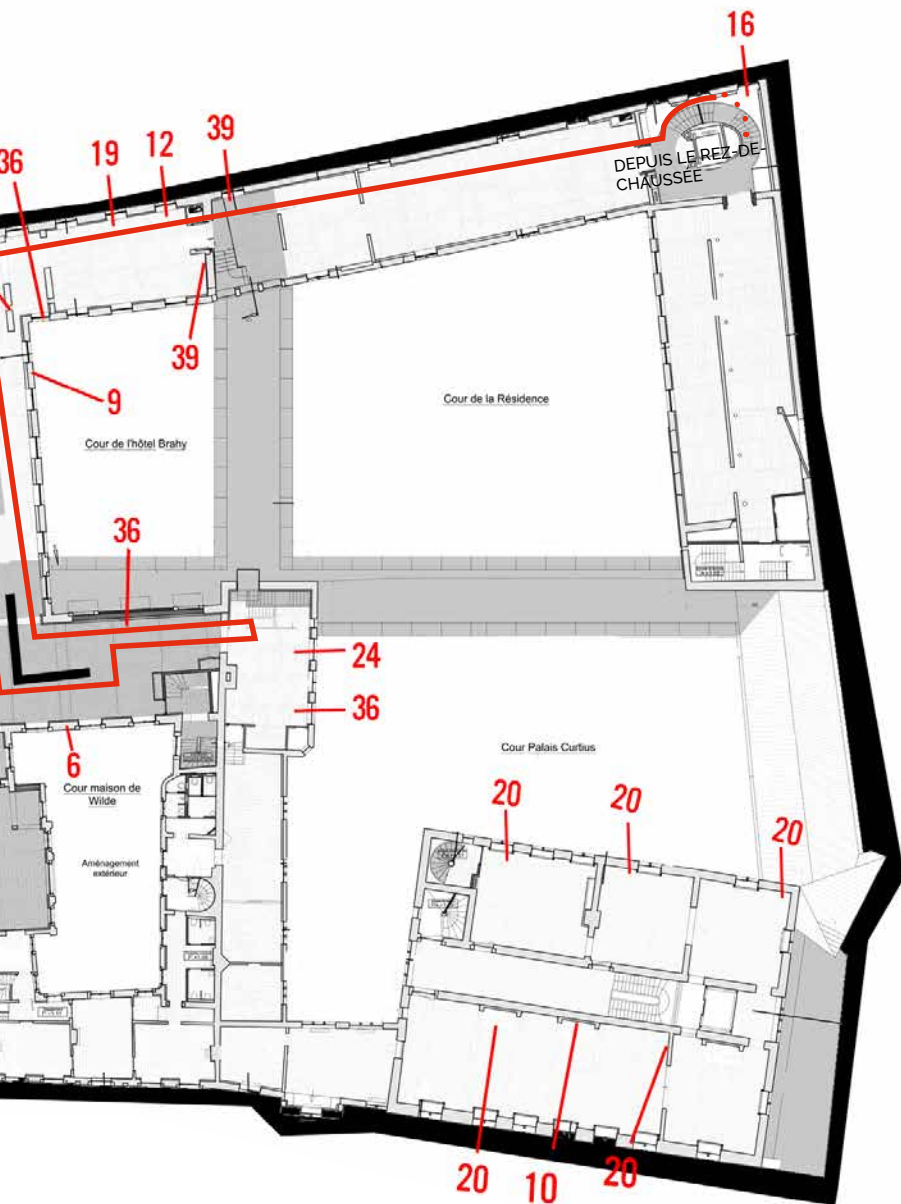 16
39
12
19
36
DEPUIS LE REZ-DE-
CHAUSSÉE
39
9
Cour de la Résidence
Cour de l'hôtel Brahy
36
24
36
6
Cour Palais Curtius
Cour maison de
Wilde
20
20
20
Aménagement
extérieur
20
10
20